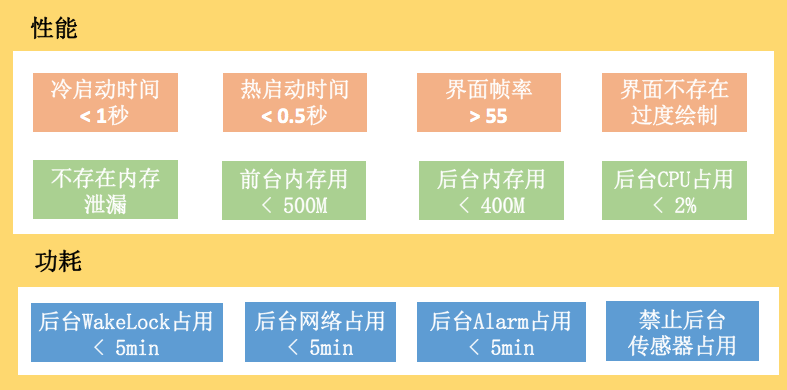 性能
冷启动时间
< 1秒
热启动时间
< 0.5秒
界面帧率
> 55
界面不存在
过度绘制
不存在内存
泄漏
前台内存用
< 500M
后台内存用
< 400M
后台CPU占用
< 2%
功耗
后台WakeLock占用
< 5min
后台网络占用
< 5min
后台Alarm占用
< 5min
禁止后台
传感器占用